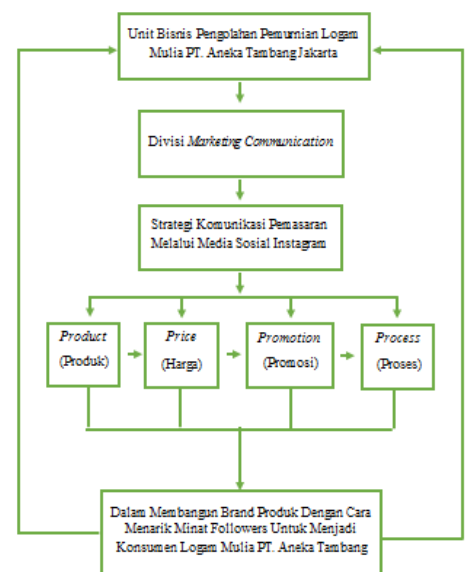 Unit Bisnis Pengolahan Pemurnian Logam
Mulia PT. Aneka Tambang Jakarta
Divisi Marketing Communication
Strategi Komunikasi Pemasaran
Melalui Media Sosial Instagram
Product
(Produk)
Price
(Harga)
Promotion
(Promosi)
Process
(Proses)
Dalam Membangun Brand Produk Dengan Cara
Menarik Minat Followers Untuk Menjadi
Konsumen Logam Mulia PT. Aneka Tambang